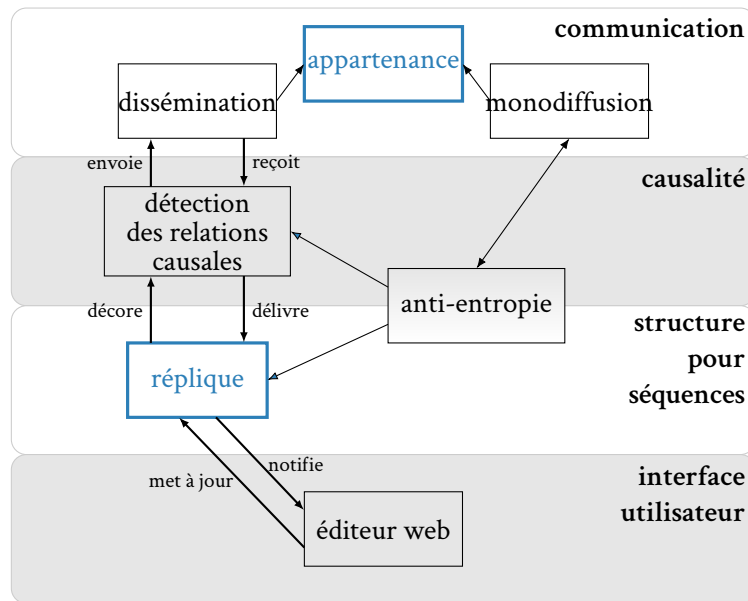 communication
appartenance
dissémination
monodiffusion
envoie
reçoit
causalité
détection
des relations
causales
anti-entropie
décore
délivre
structure
pour
séquences
réplique
notifie
met à jour
interface
utilisateur
éditeur web